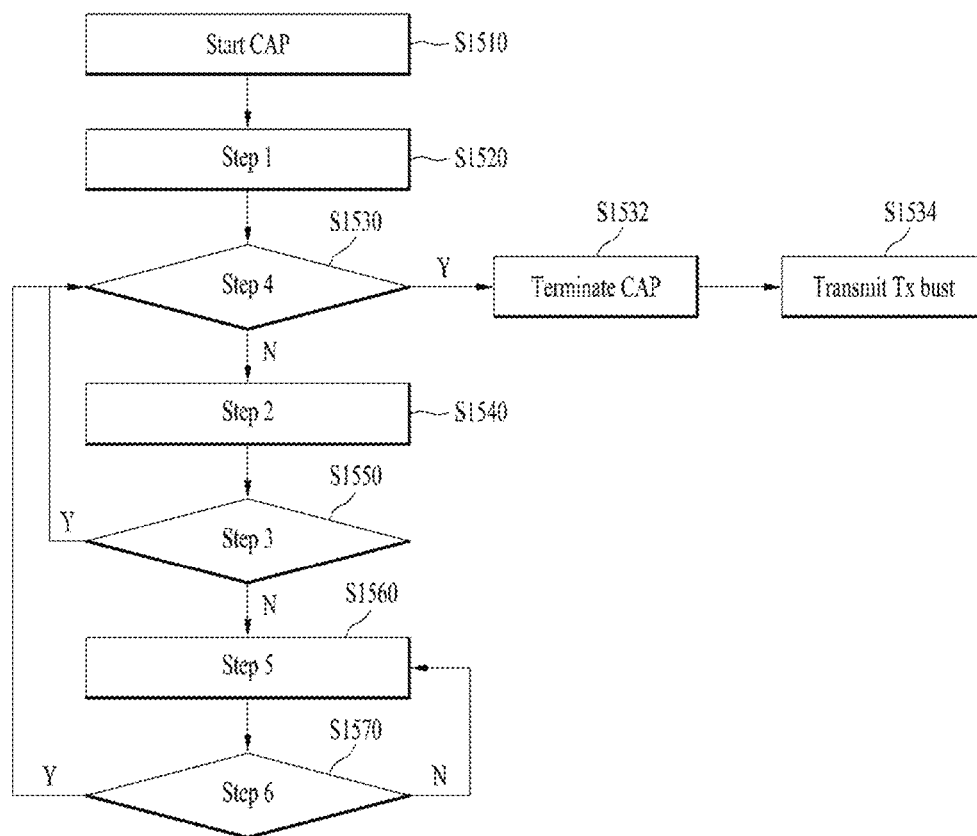 Start CAP
S1510
Step 1
S1520
S1530
Step 4
Y
S1532
Terminate CAP
S1534
Transmit Tx bust
N
Step 2
S1540
S1550
Y
Step 3
N
S1560
Step 5
S1570
Y
Step 6
N